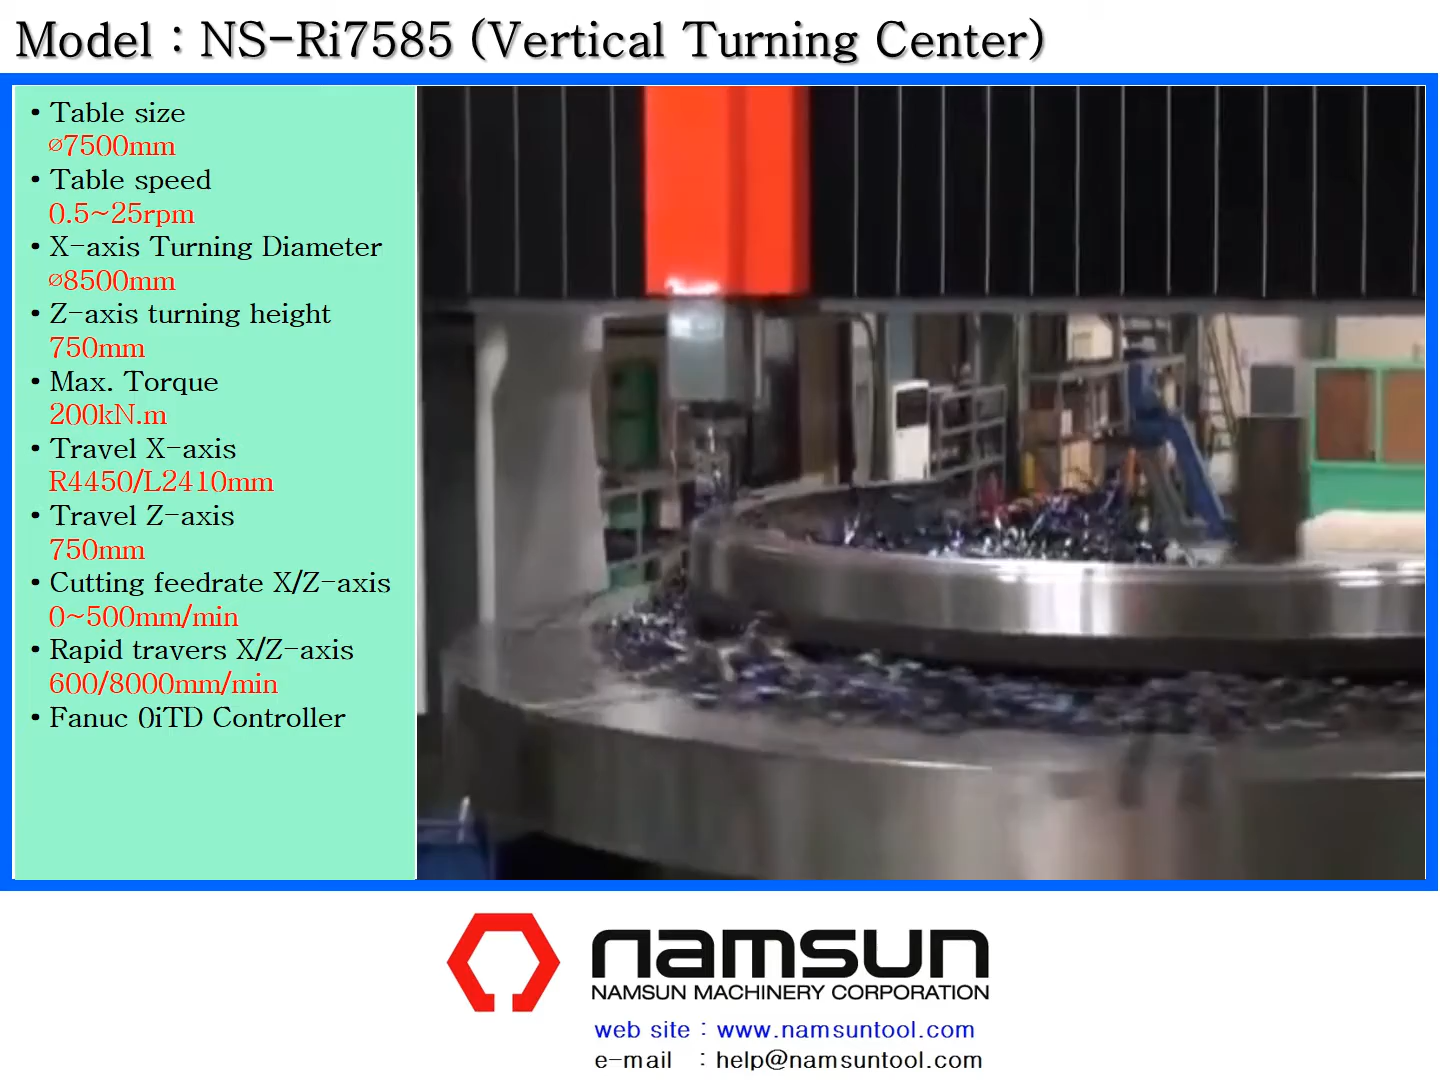 Model : NS-Ri7585 (Vertical Turning Center)
• Table size
⌀7500mm
• Table speed
0.5~25rpm
• X-axis Turning Diameter
⌀8500mm
• Z-axis turning height
750mm
• Max. Torque
200kN.m
• Travel X-axis
R4450/L2410mm
• Travel Z-axis
750mm
• Cutting feedrate X/Z-axis
0~500mm/min
• Rapid travers X/Z-axis
600/8000mm/min
• Fanuc 0iTD Controller
namsun
NAMSUN MACHINERY CORPORATION
web site : www.namsuntool.com
e-mail : help@namsuntool.com